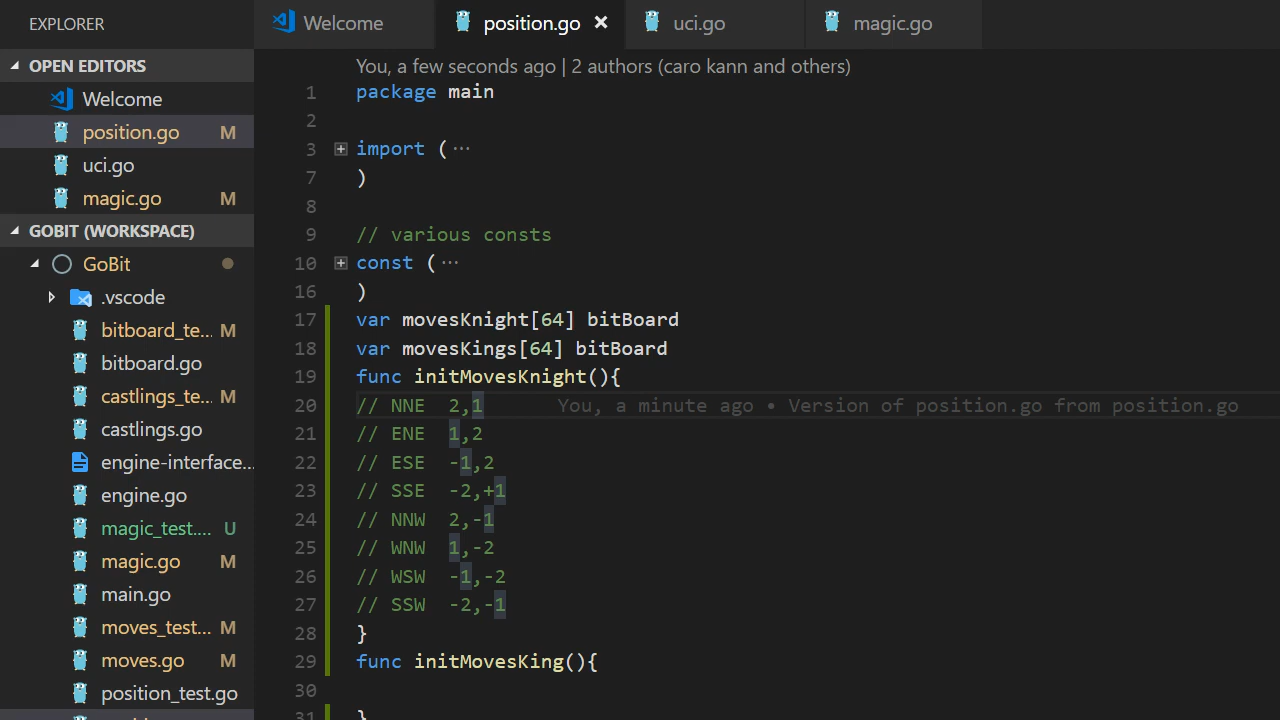 EXPLORER
OPEN EDITORS
Welcome
position.go M
uci.go
magic.go M
GOBIT (WORKSPACE)
GoBit
.vscode
bitboard_te... M
bitboard.go
castlings_te... M
castlings.go
engine-interface...
engine.go
magic_test.... U
magic.go M
main.go
moves_test... M
moves.go M
position_test.go
Welcome position.go × uci.go magic.go
You, a few seconds ago | 2 authors (caro kann and others)
1 package main
2
3 import (···
7 )
8
9 // various consts
10 const (···
16 )
17 var movesKnight[64] bitBoard
18 var movesKings[64] bitBoard
19 func initMovesKnight(){
20 // NNE 2,1 You, a minute ago • Version of position.go from position.go
21 // ENE 1,2
22 // ESE -1,2
23 // SSE -2,+1
24 // NNW 2,-1
25 // WNW 1,-2
26 // WSW -1,-2
27 // SSW -2,-1
28 }
29 func initMovesKing(){
30
31 }